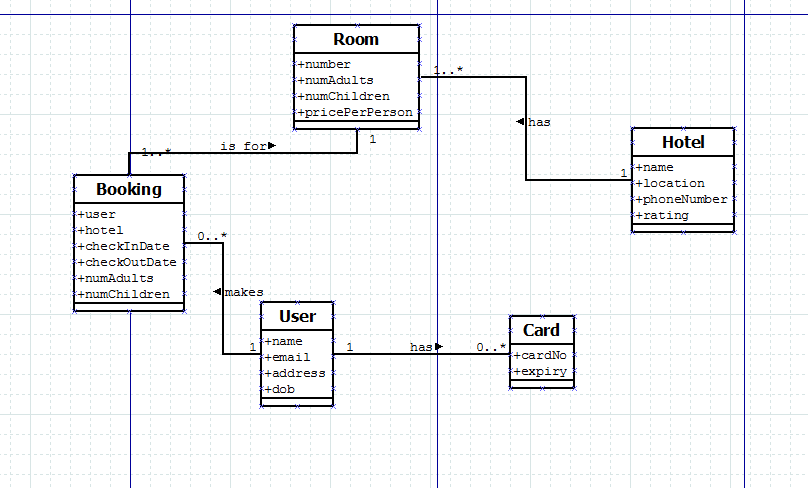 Room
+number
+numAdults
+numChildren
+pricePerPerson
1..*
has
Hotel
+name
+location
+phoneNumber
+rating
1
1
is for
1..*
Booking
+user
+hotel
+checkInDate
+checkOutDate
+numAdults
+numChildren
0..*
makes
1
User
+name
+email
+address
+dob
1
has
0..*
Card
+cardNo
+expiry